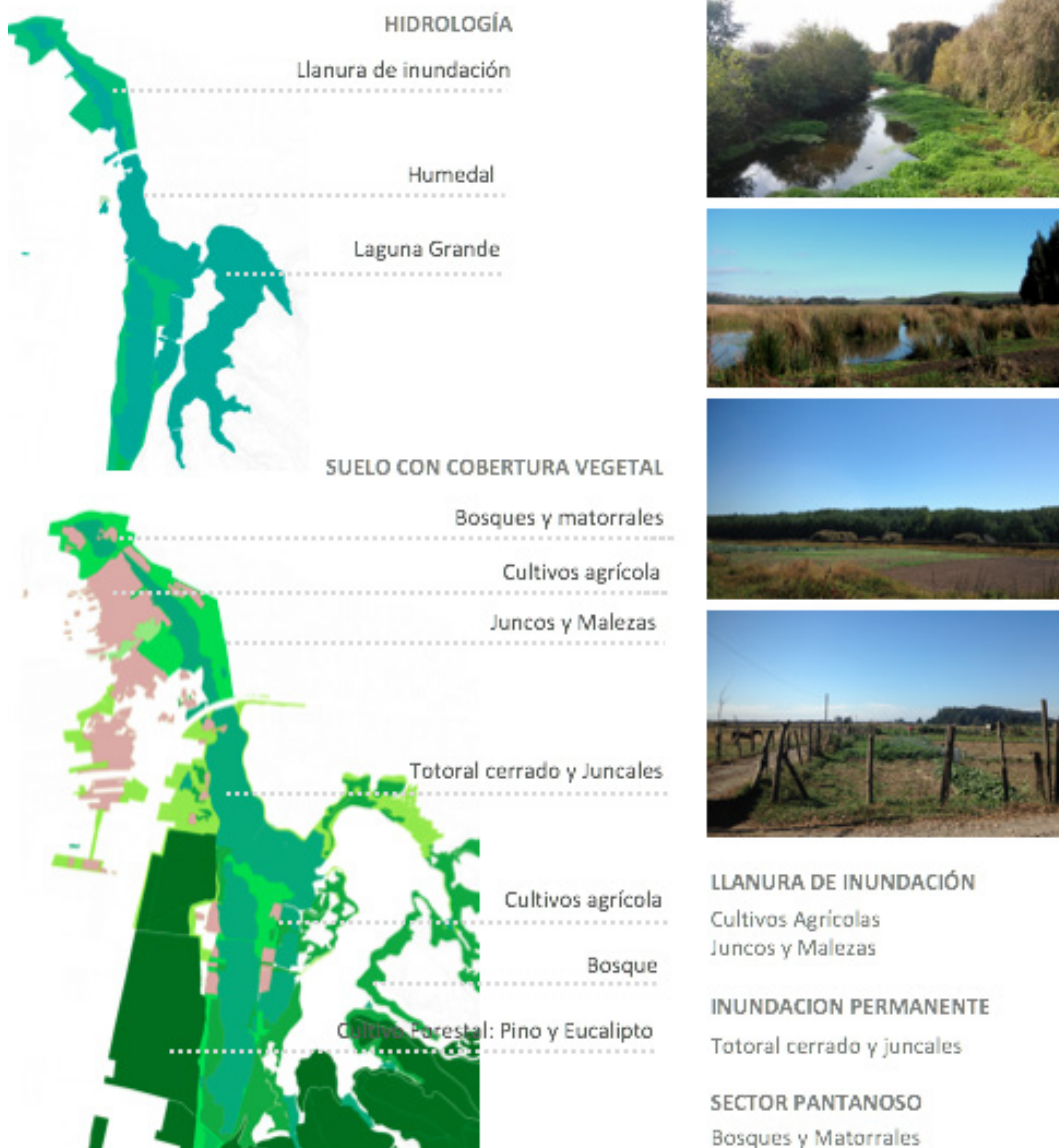 HIDROLOGÍA
Llanura de inundación
Humedal
Laguna Grande
SUELO CON COBERTURA VEGETAL
Bosques y matorrales
Cultivos agrícola
Juncos y Malezas
Totoral cerrado y Juncales
Cultivos agrícola
Bosque
Cultivo Forestal: Pino y Eucalipto
LLANURA DE INUNDACIÓN
Cultivos Agrícolas
Juncos y Malezas
INUNDACION PERMANENTE
Totoral cerrado y juncales
SECTOR PANTANOSO
Bosques y Matorrales